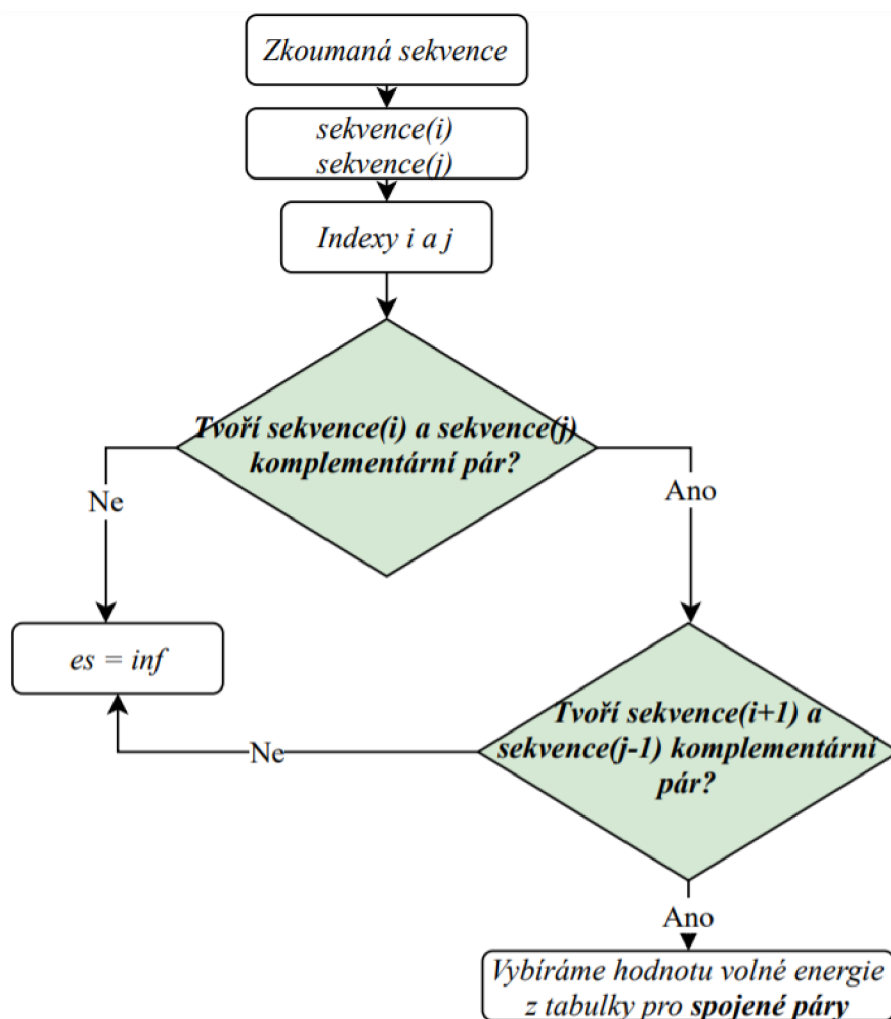 Zkoumaná sekvence
sekvence(i)
sekvence(j)
Indexy i a j
Tvoří sekvence(i) a sekvence(j)
komplementární pár?
Ne
Ano
es = inf
Tvoří sekvence(i+1) a
sekvence(j-1) komplementární
pár?
Ne
Ano
Vybíráme hodnotu volné energie
z tabulky pro spojené páry